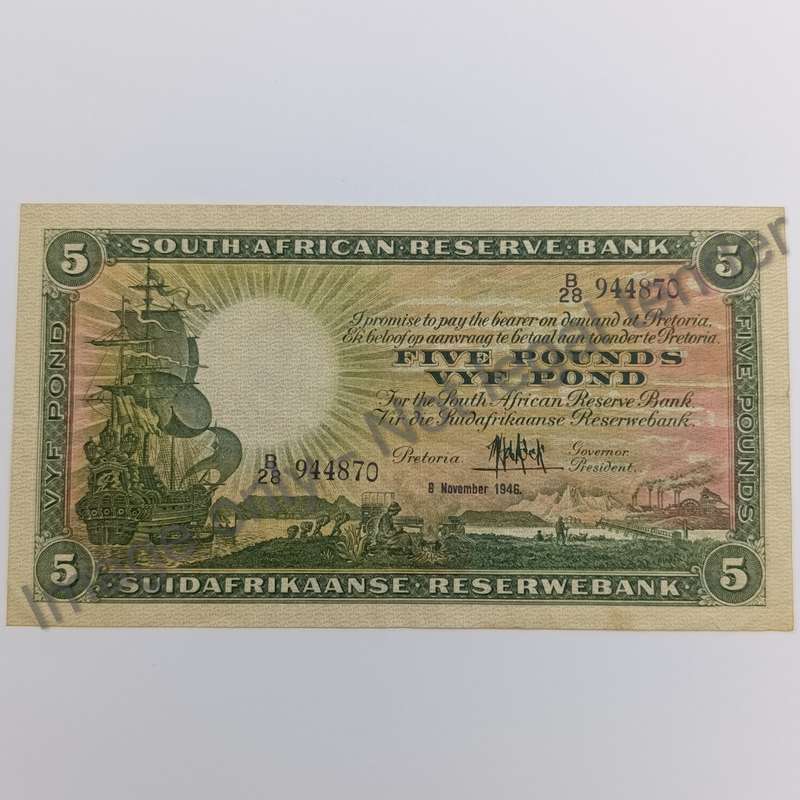 5 SOUTH·AFRICAN·RESERVE·BANK 5
B/28 944870
I promise to pay the bearer on demand at Pretoria.
Ek beloof op aanvraag te betaal aan toonder te Pretoria.
FIVE POUNDS
VYF POND
For the South African Reserve Bank
Vir die Suidafrikaanse Reserwebank.
B/28 944870
Pretoria. Governor.
President.
8 November 1946.
VYF POND
FIVE POUNDS
5 ·SUIDAFRIKAANSE·RESERWEBANK· 5